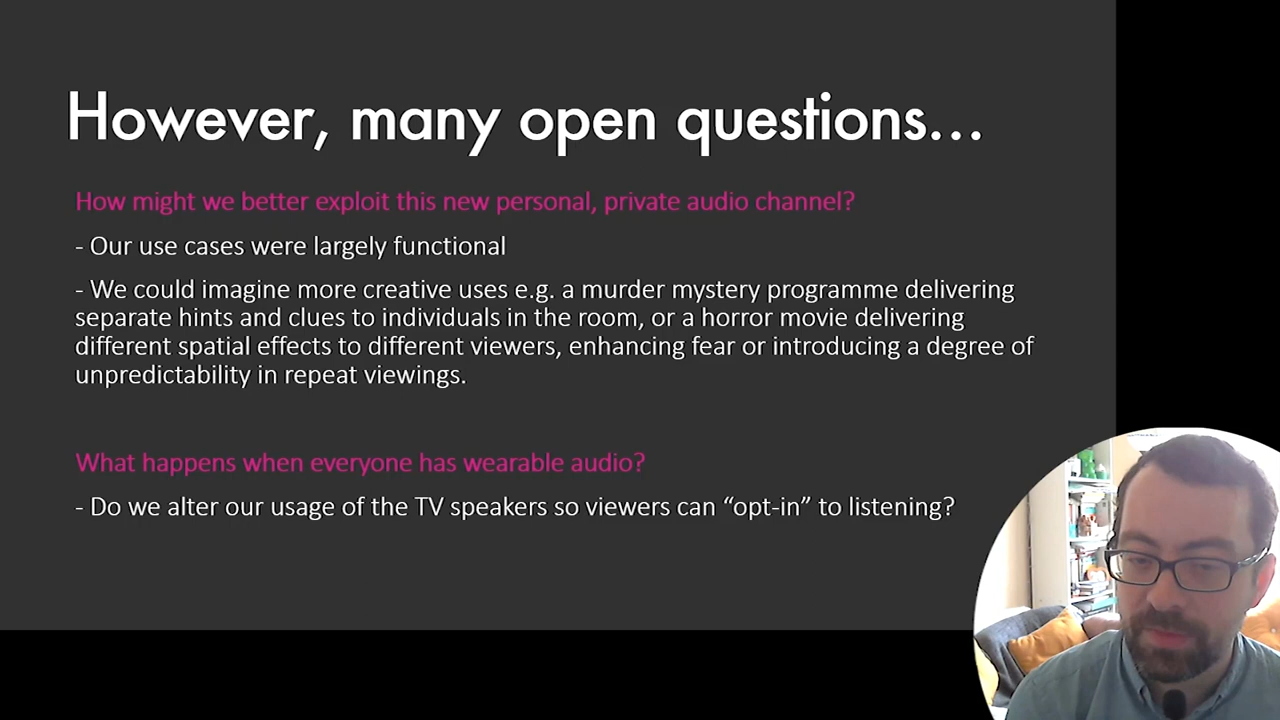 However, many open questions…
How might we better exploit this new personal, private audio channel?
- Our use cases were largely functional
- We could imagine more creative uses e.g. a murder mystery programme delivering
separate hints and clues to individuals in the room, or a horror movie delivering
different spatial effects to different viewers, enhancing fear or introducing a degree of
unpredictability in repeat viewings.
What happens when everyone has wearable audio?
- Do we alter our usage of the TV speakers so viewers can “opt-in” to listening?